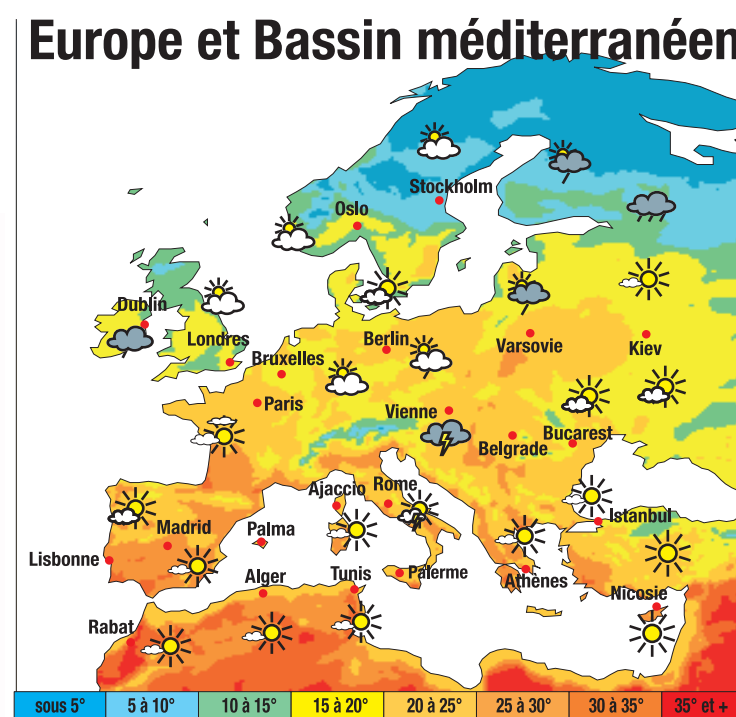 Europe et Bassin méditerranéen
Stockholm
Oslo
Dublin
Londres
Berlin
Varsovie
Kiev
Bruxelles
Paris
Vienne
Belgrade
Bucarest
Ajaccio
Rome
Istanbul
Madrid
Palma
Lisbonne
Alger
Tunis
Palerme
Athènes
Nicosie
Rabat
sous 5°
5 à 10°
10 à 15°
15 à 20°
20 à 25°
25 à 30°
30 à 35°
35° et +